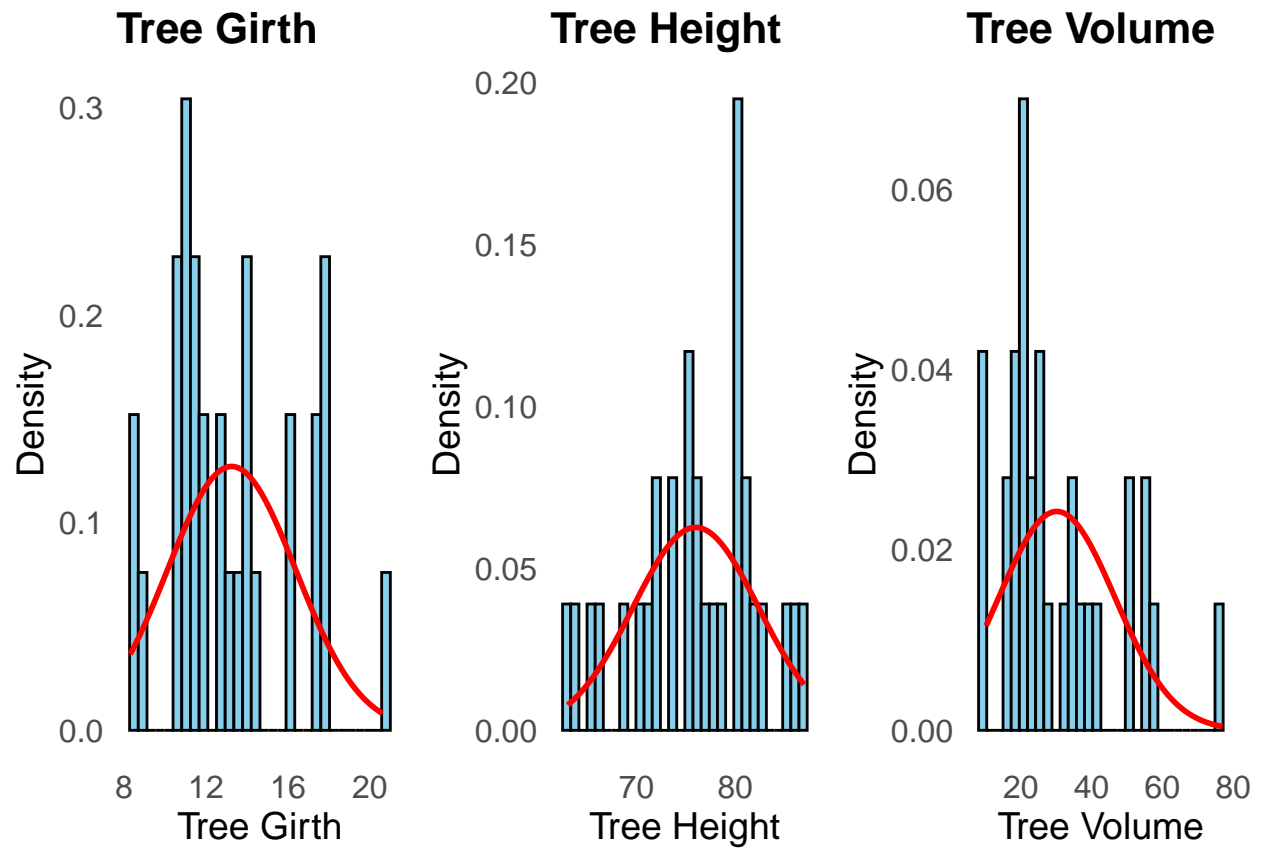 Tree Girth
0.3
0.2
0.1
0.0
Density
8 12 16 20
Tree Girth
Tree Height
0.20
0.15
0.10
0.05
0.00
Density
70 80
Tree Height
Tree Volume
0.06
0.04
0.02
0.00
Density
20 40 60 80
Tree Volume